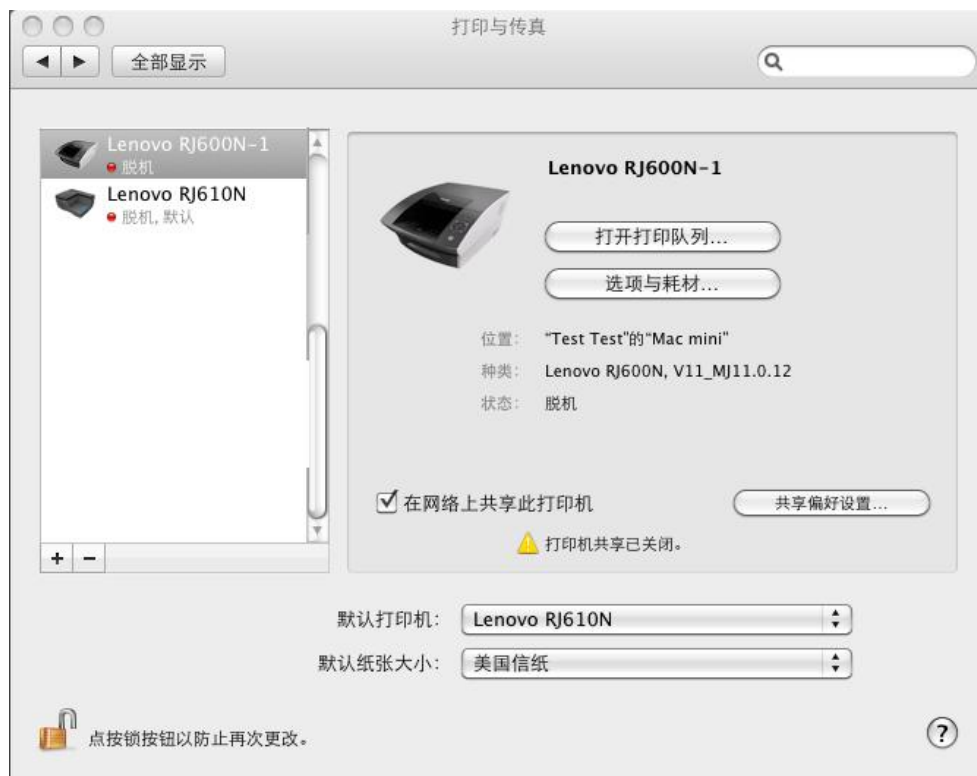 打印与传真
全部显示
Lenovo RJ600N-1
脱机
Lenovo RJ610N
脱机, 默认
+ −
Lenovo RJ600N-1
打开打印队列...
选项与耗材...
位置: “Test Test”的“Mac mini”
种类: Lenovo RJ600N, V11_MJ11.0.12
状态: 脱机
在网络上共享此打印机
共享偏好设置...
打印机共享已关闭。
默认打印机: Lenovo RJ610N
默认纸张大小: 美国信纸
点按锁按钮以防止再次更改。
?